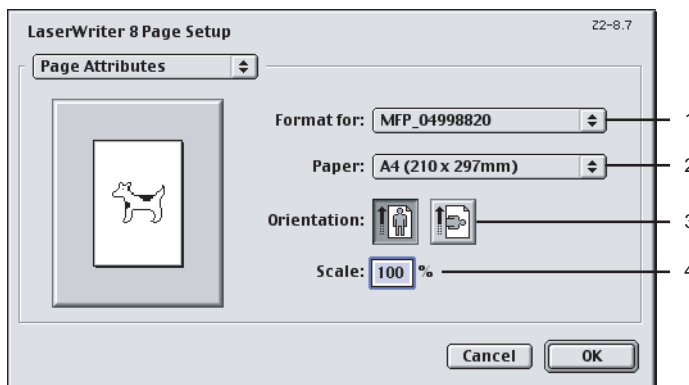 LaserWriter 8 Page Setup
Z2-8.7
Page Attributes
Format for: MFP_04998820 1
Paper: A4 (210 x 297mm) 2
Orientation: 3
Scale: 100 % 4
Cancel OK